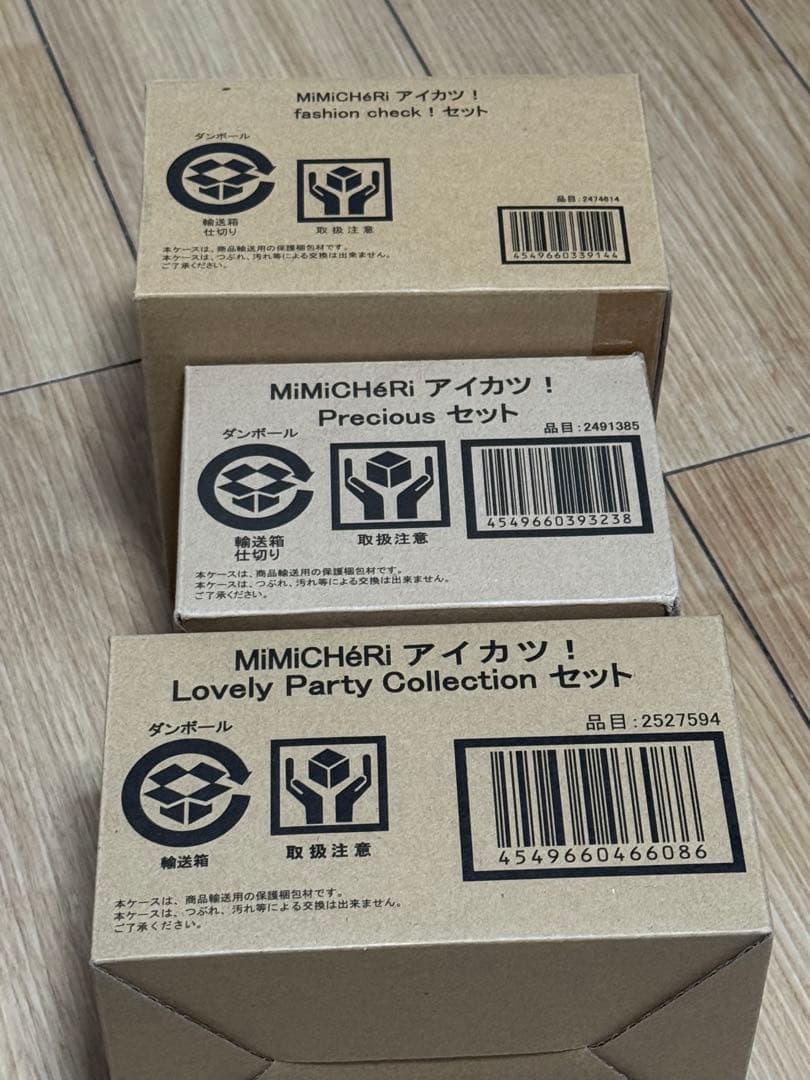 MiMiCHéRi アイカツ！
fashion check！セット
ダンボール
輸送箱
仕切り
取扱注意
品目:2474614
4549660339144
本ケースは、商品輸送用の保護梱包材です。
本ケースは、つぶれ、汚れ等による交換は出来ません。
ご了承ください。
MiMiCHéRi アイカツ！
Precious セット
ダンボール
輸送箱
仕切り
取扱注意
品目:2491385
4549660393238
本ケースは、商品輸送用の保護梱包材です。
本ケースは、つぶれ、汚れ等による交換は出来ません。
ご了承ください。
MiMiCHéRi アイカツ！
Lovely Party Collection セット
ダンボール
輸送箱
取扱注意
品目:2527594
4549660466086
本ケースは、商品輸送用の保護梱包材です。
本ケースは、つぶれ、汚れ等による交換は出来ません。
ご了承ください。